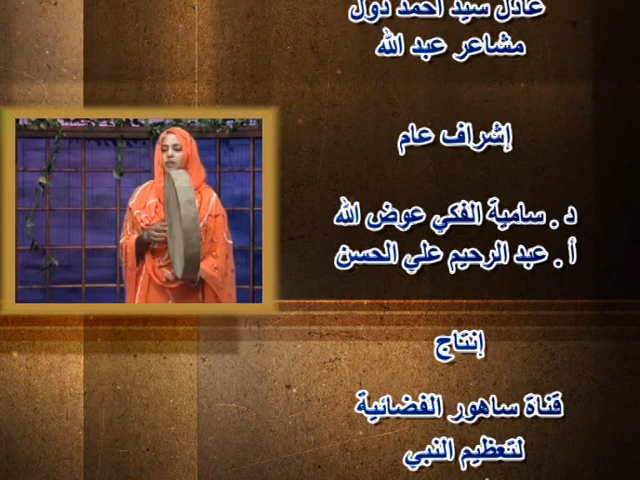 عادل سيد احمد دول
مشاعر عبد الله
إشراف عام
د . سامية الفكي عوض الله
أ . عبد الرحيم علي الحسن
إنتاج
قناة ساهور الفضائية
لتعظيم النبي